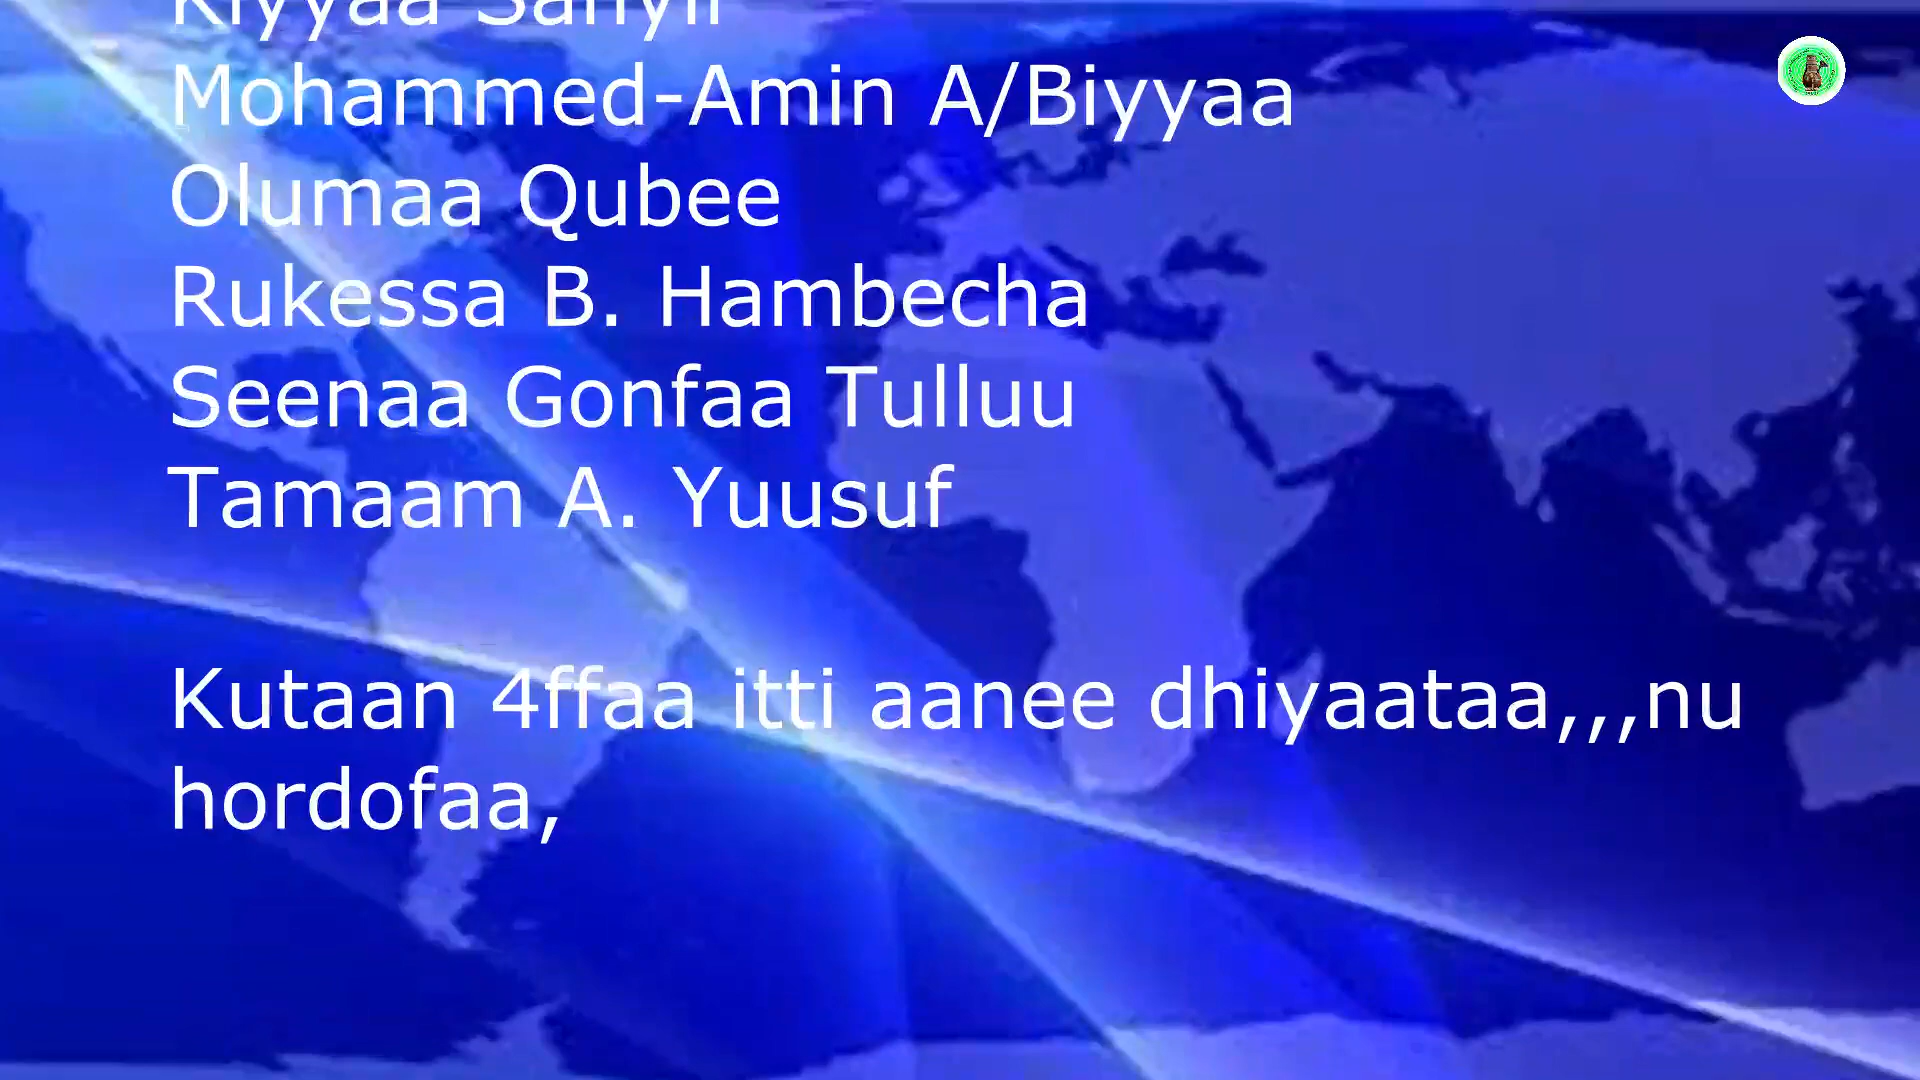 Mohammed-Amin A/Biyyaa
Olumaa Qubee
Rukessa B. Hambecha
Seenaa Gonfaa Tulluu
Tamaam A. Yuusuf
Kutaan 4ffaa itti aanee dhiyaataa,,,nu
hordofaa,